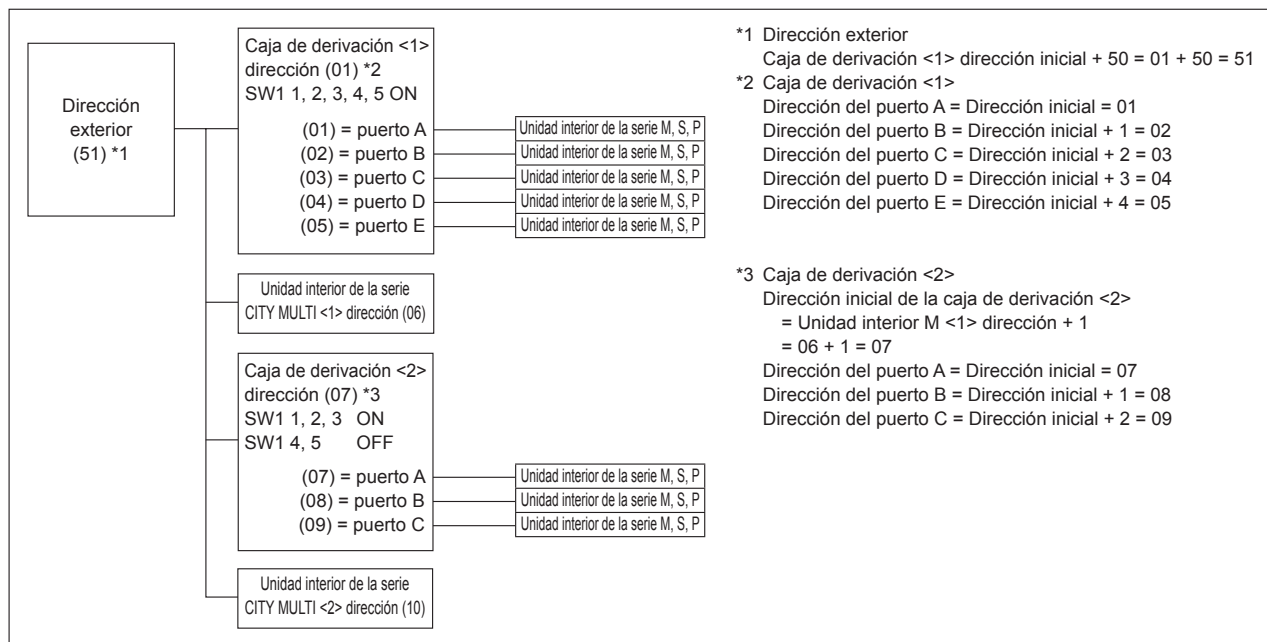 Dirección
exterior
(51) *1
Caja de derivación <1>
dirección (01) *2
SW1 1, 2, 3, 4, 5 ON
(01) = puerto A
(02) = puerto B
(03) = puerto C
(04) = puerto D
(05) = puerto E
Unidad interior de la serie M, S, P
Unidad interior de la serie M, S, P
Unidad interior de la serie M, S, P
Unidad interior de la serie M, S, P
Unidad interior de la serie M, S, P
Unidad interior de la serie
CITY MULTI <1> dirección (06)
Caja de derivación <2>
dirección (07) *3
SW1 1, 2, 3 ON
SW1 4, 5 OFF
(07) = puerto A
(08) = puerto B
(09) = puerto C
Unidad interior de la serie M, S, P
Unidad interior de la serie M, S, P
Unidad interior de la serie M, S, P
Unidad interior de la serie
CITY MULTI <2> dirección (10)
*1 Dirección exterior
Caja de derivación <1> dirección inicial + 50 = 01 + 50 = 51
*2 Caja de derivación <1>
Dirección del puerto A = Dirección inicial = 01
Dirección del puerto B = Dirección inicial + 1 = 02
Dirección del puerto C = Dirección inicial + 2 = 03
Dirección del puerto D = Dirección inicial + 3 = 04
Dirección del puerto E = Dirección inicial + 4 = 05
*3 Caja de derivación <2>
Dirección inicial de la caja de derivación <2>
= Unidad interior M <1> dirección + 1
= 06 + 1 = 07
Dirección del puerto A = Dirección inicial = 07
Dirección del puerto B = Dirección inicial + 1 = 08
Dirección del puerto C = Dirección inicial + 2 = 09